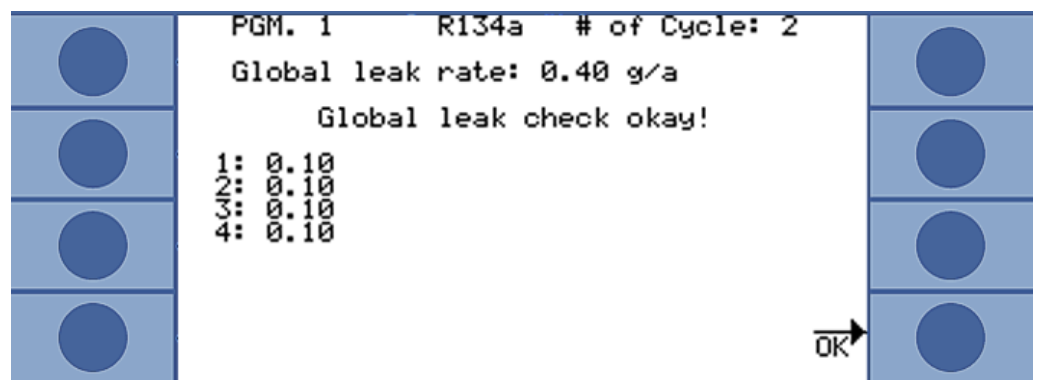 PGM. 1 R134a # of Cycle: 2
Global leak rate: 0.40 g/a
Global leak check okay!
1: 0.10
2: 0.10
3: 0.10
4: 0.10
OK